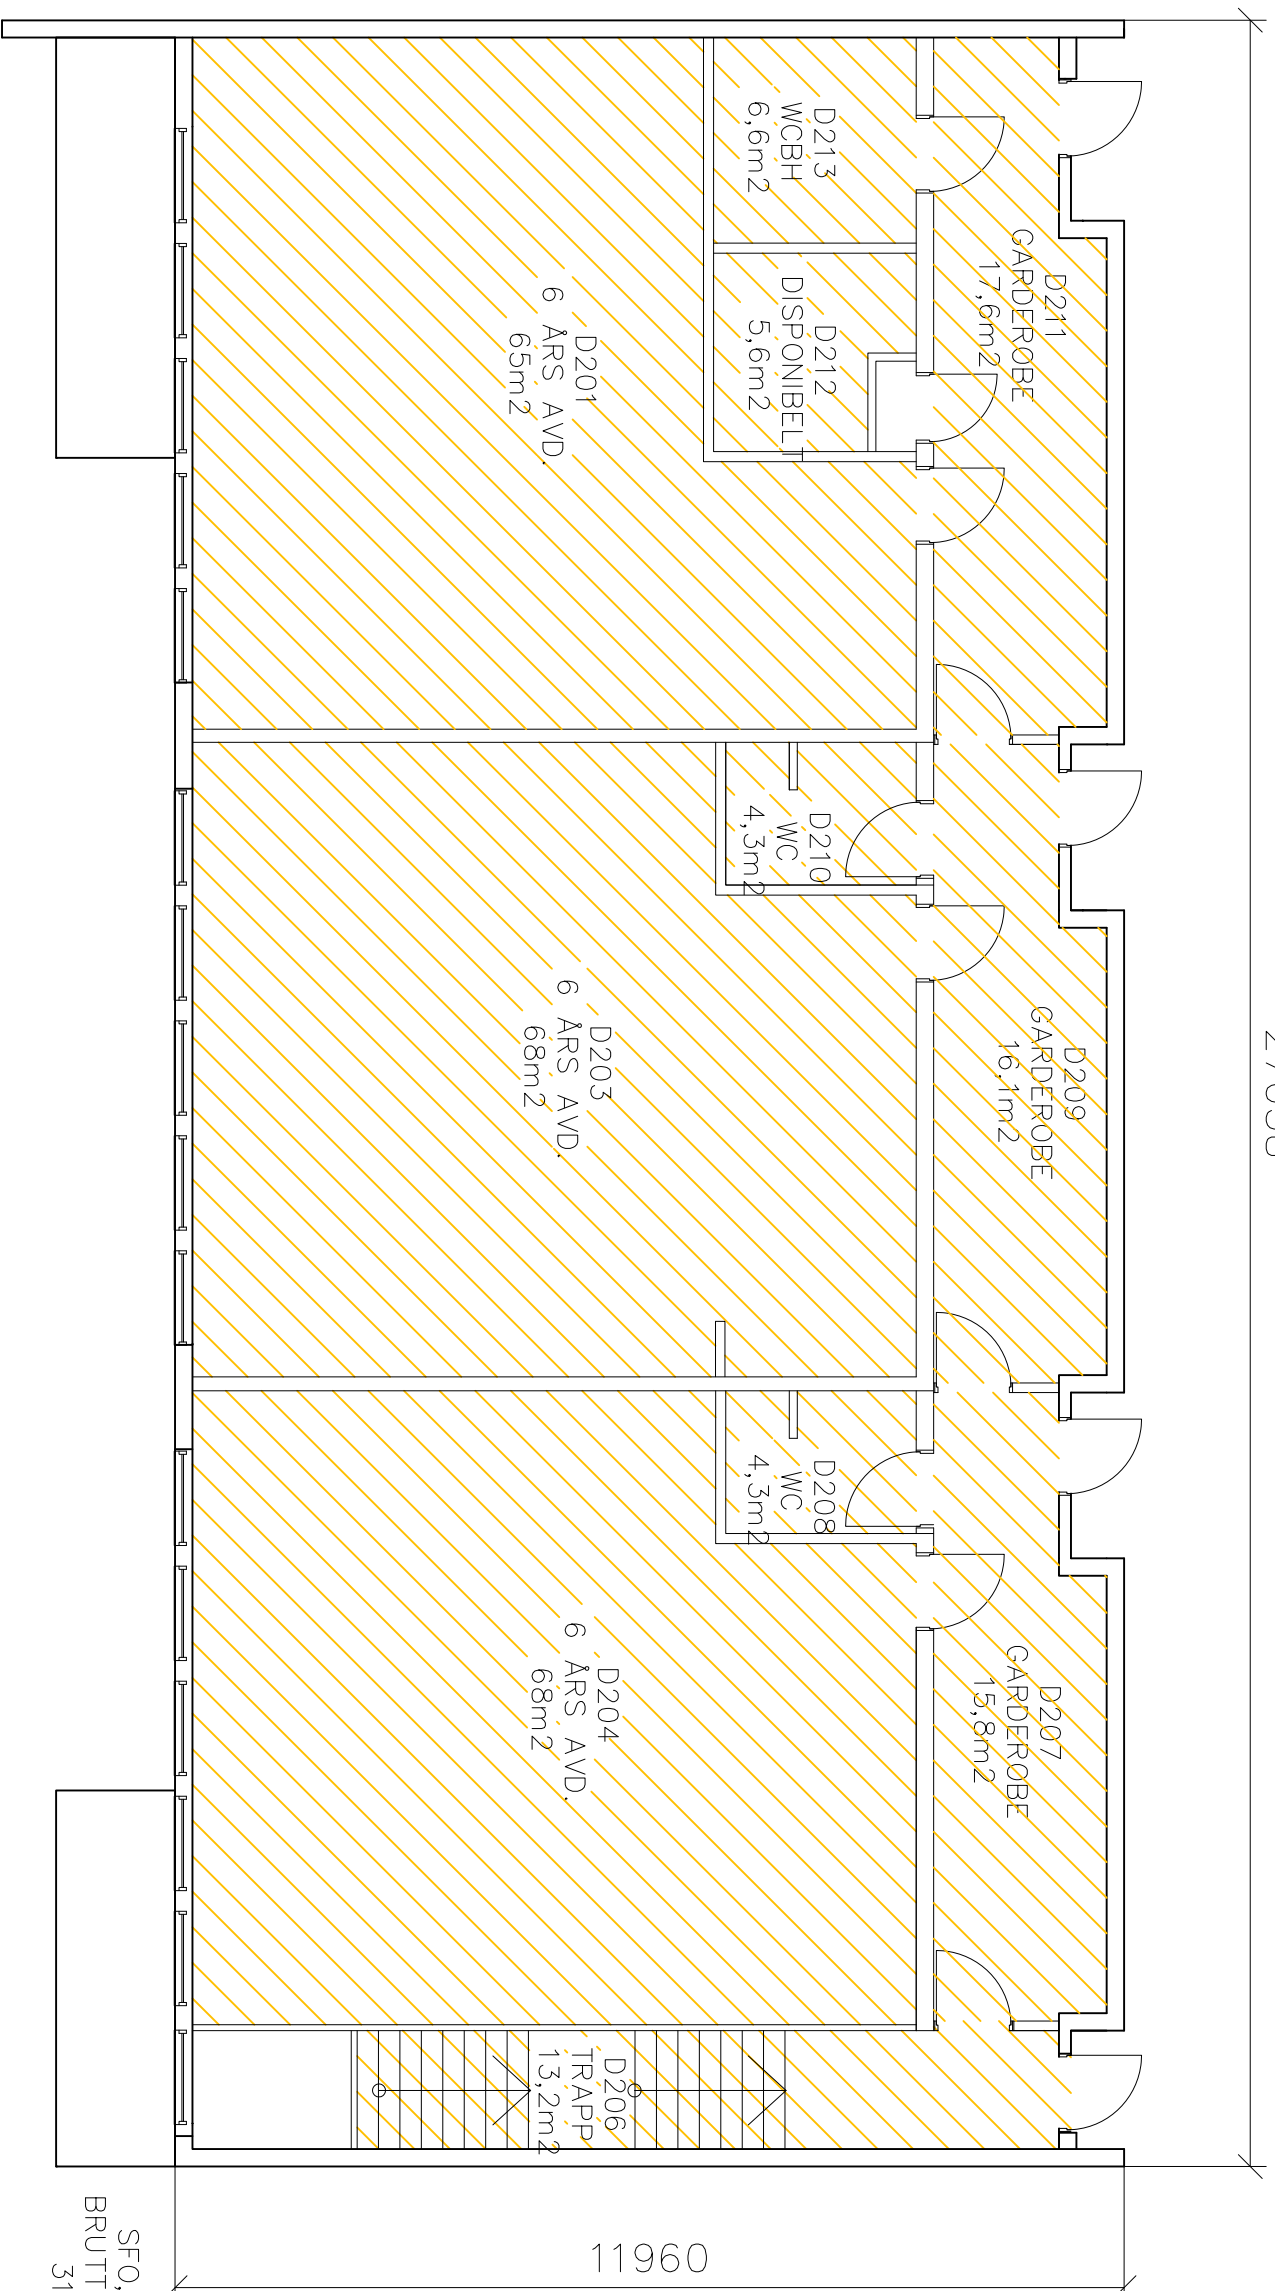 D213
WCBH
6,6m2
D211
GARDEROBE
17,6m2
D212
DISPONIBELT
5,6m2
D201
6 ÅRS AVD.
65m2
D210
WC
4,3m2
D209
GARDEROBE
16,1m2
D203
6 ÅRS AVD.
68m2
D208
WC
4,3m2
D207
GARDEROBE
15,8m2
D204
6 ÅRS AVD.
68m2
D206
TRAPP
13,2m2
11960
SFO,
BRUTT
31